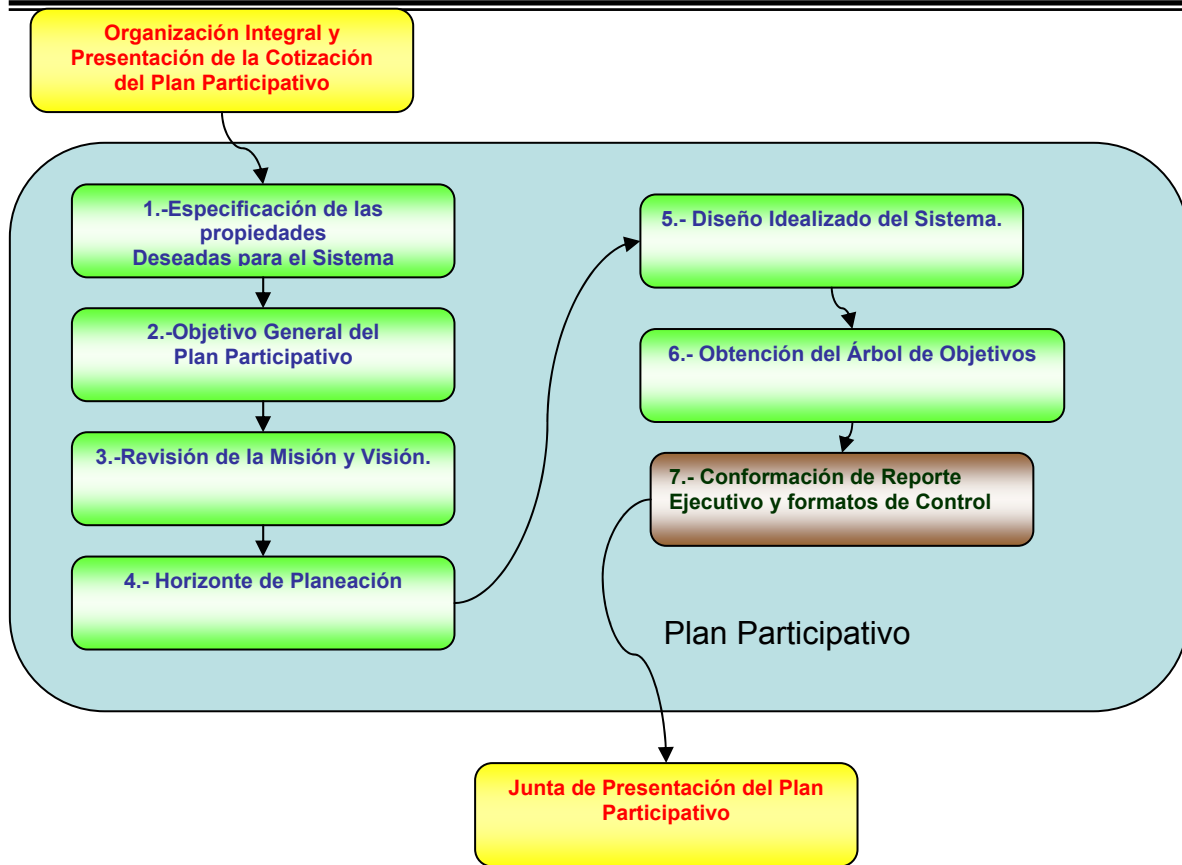 Organización Integral y
Presentación de la Cotización
del Plan Participativo
1.-Especificación de las
propiedades
Deseadas para el Sistema
2.-Objetivo General del
Plan Participativo
3.-Revisión de la Misión y Visión.
4.- Horizonte de Planeación
5.- Diseño Idealizado del Sistema.
6.- Obtención del Árbol de Objetivos
7.- Conformación de Reporte
Ejecutivo y formatos de Control
Plan Participativo
Junta de Presentación del Plan
Participativo